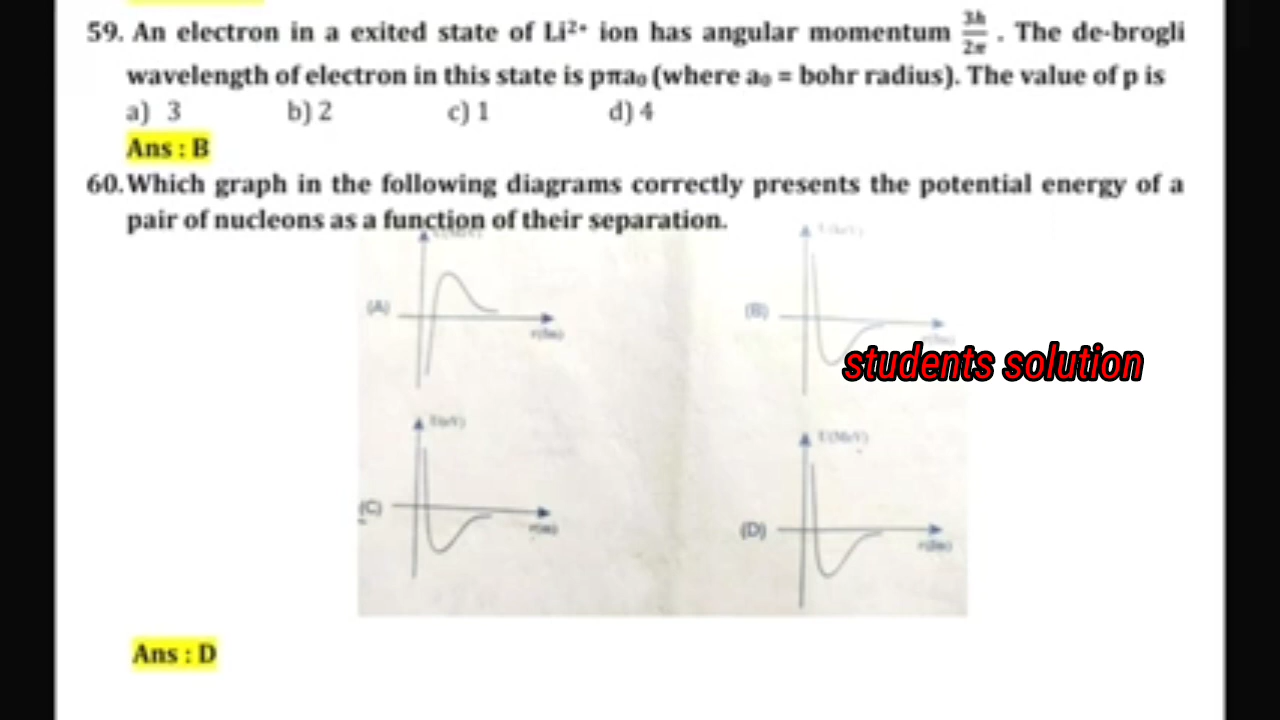 59. An electron in a exited state of Li²⁺ ion has angular momentum 3h/2π . The de-brogli
wavelength of electron in this state is pπa₀ (where a₀ = bohr radius). The value of p is
a) 3 b) 2 c) 1 d) 4
Ans : B
60. Which graph in the following diagrams correctly presents the potential energy of a
pair of nucleons as a function of their separation.
(A)
(B)
students solution
(C)
U(MeV)
(D)
Ans : D